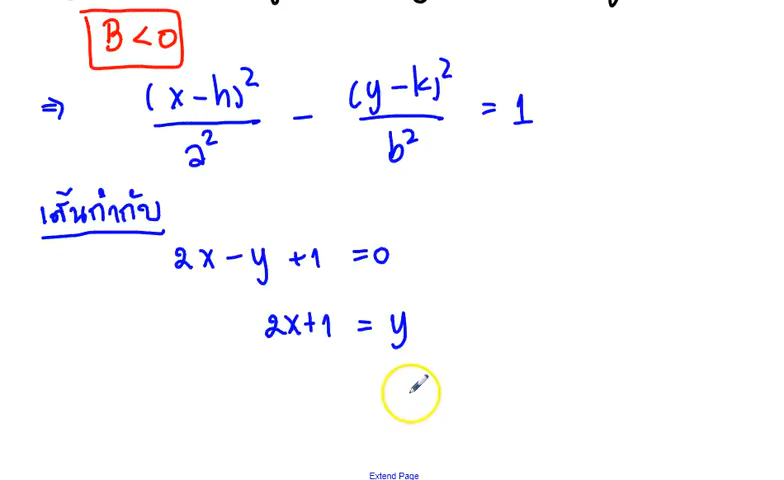 B < 0
⇒ (x-h)²/a² - (y-k)²/b² = 1
เส้นกำกับ
2x - y + 1 = 0
2x+1 = y
Extend Page